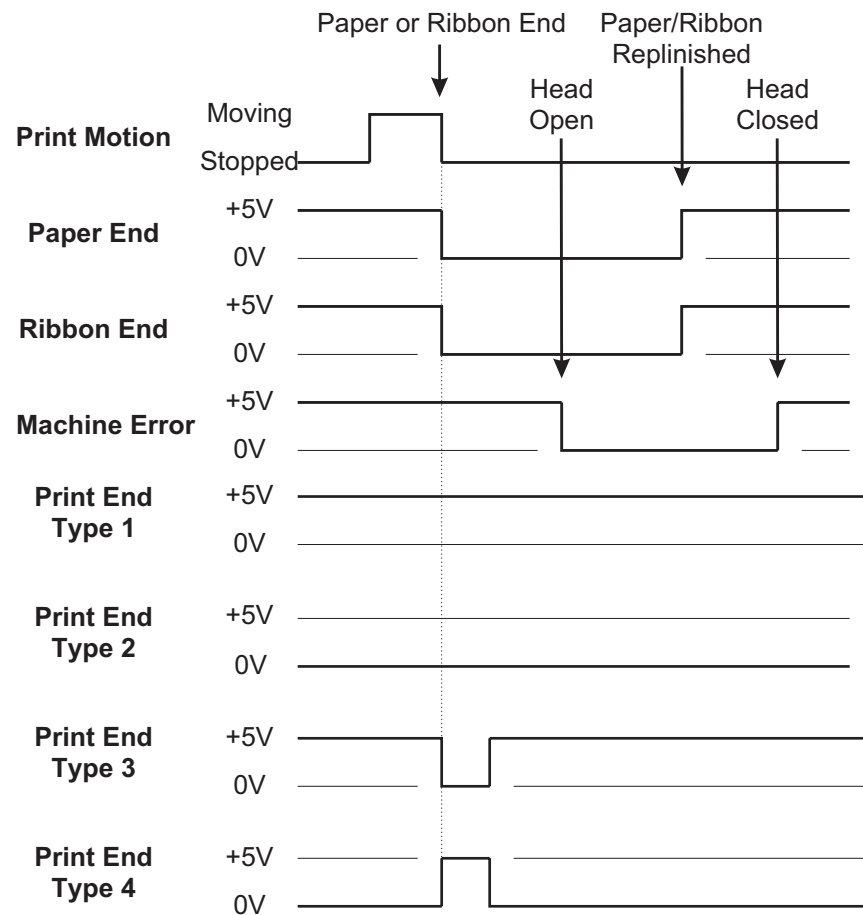 Paper or Ribbon End
Paper/Ribbon
Replinished
Head
Open
Head
Closed
Print Motion
Moving
Stopped
Paper End
+5V
0V
Ribbon End
+5V
0V
Machine Error
+5V
0V
Print End
Type 1
+5V
0V
Print End
Type 2
+5V
0V
Print End
Type 3
+5V
0V
Print End
Type 4
+5V
0V